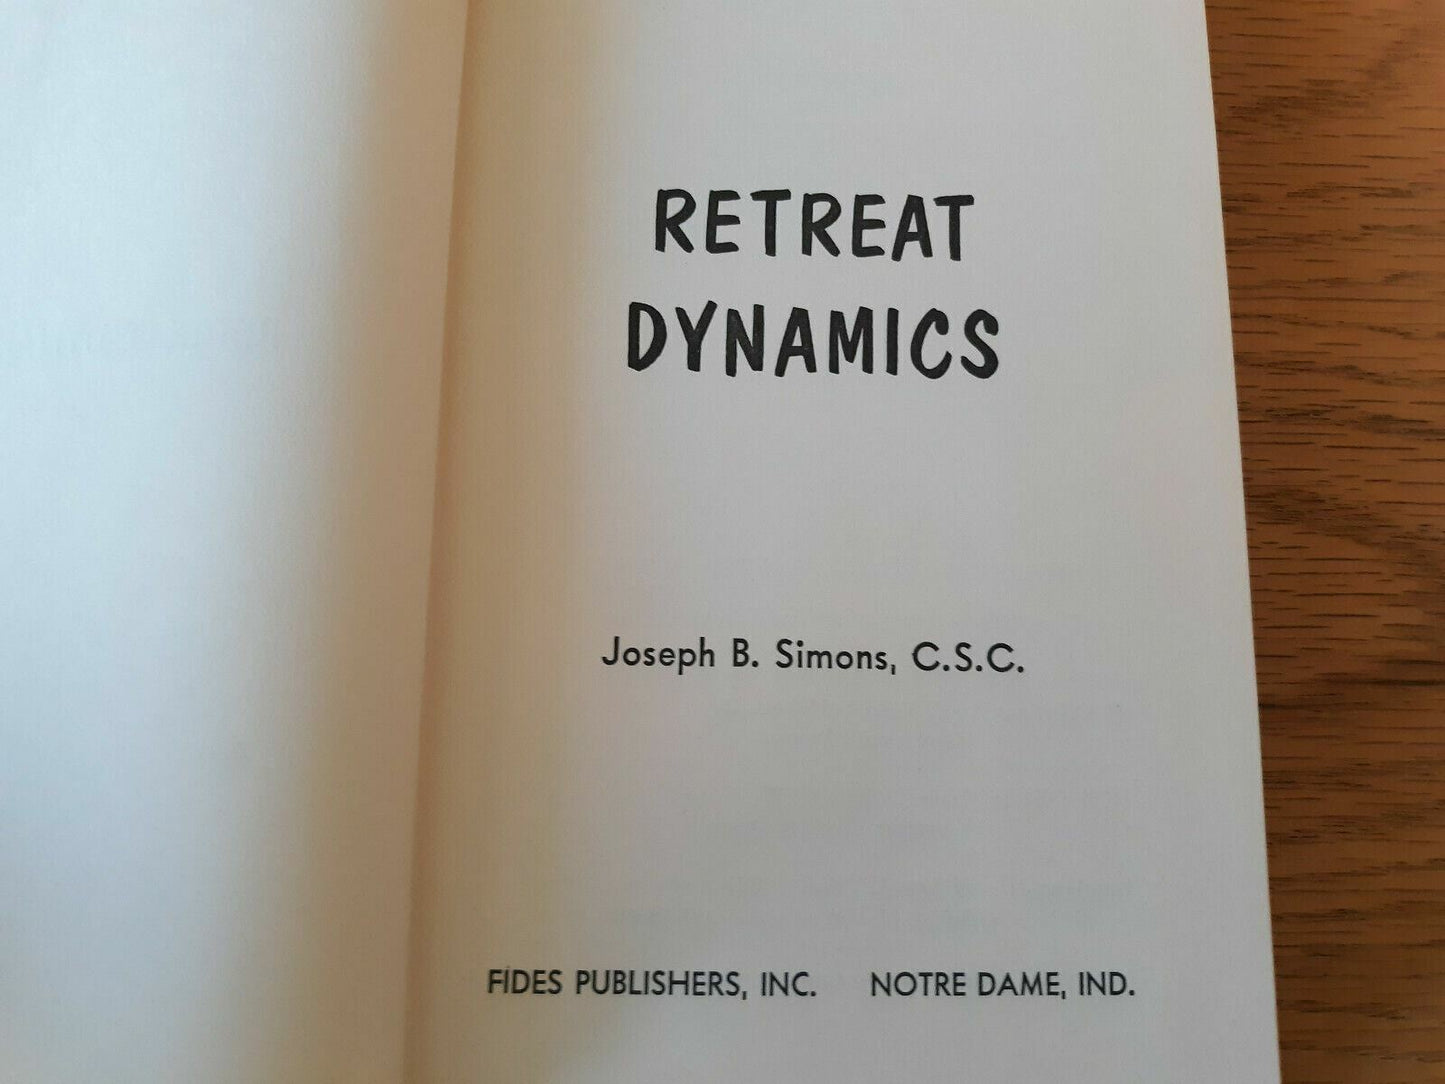 RETREAT
DYNAMICS
Joseph B. Simons, C.S.C.
FIDES PUBLISHERS, INC. NOTRE DAME, IND.